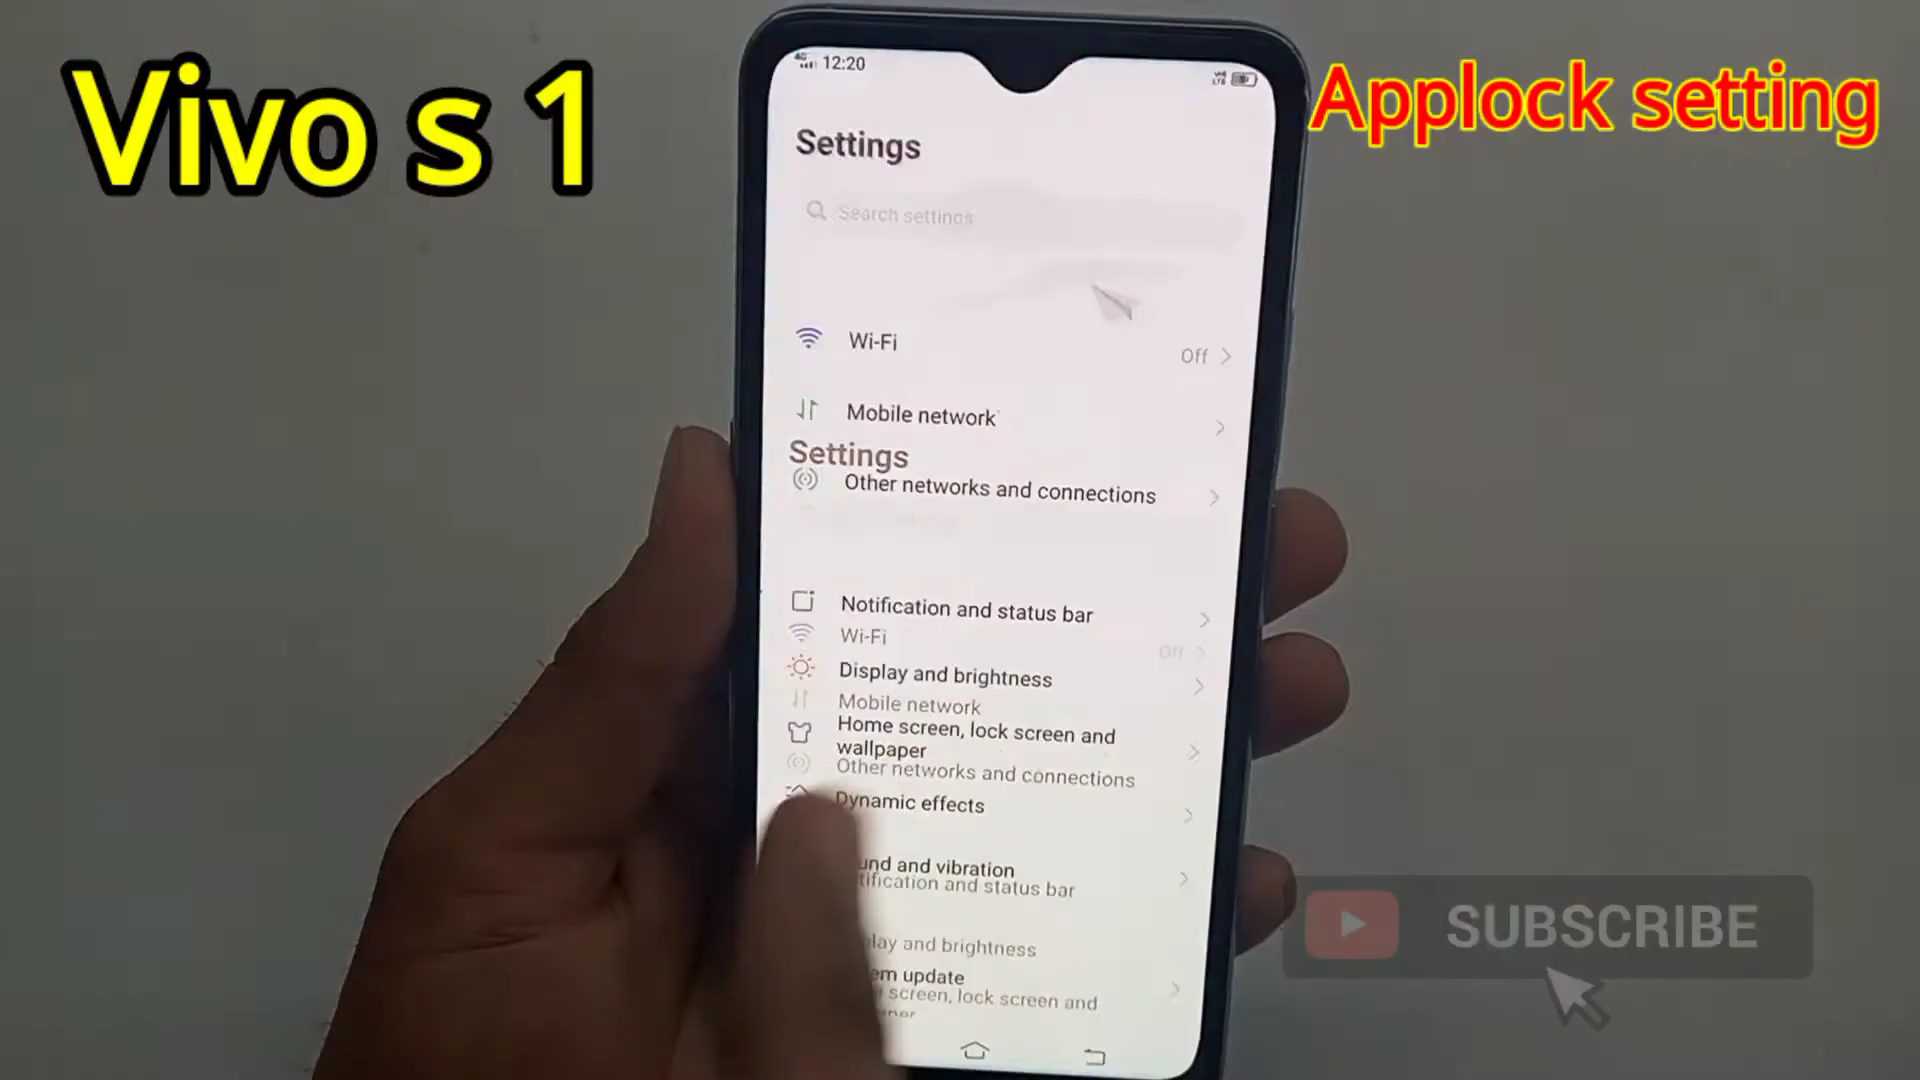 Vivo s 1
Applock setting
4G 12:20
Settings
Search settings
Wi-Fi
Off
Mobile network
Settings
Other networks and connections
Notification and status bar
Wi-Fi
Off
Display and brightness
Mobile network
Home screen, lock screen and
wallpaper
Other networks and connections
Dynamic effects
und and vibration
tification and status bar
lay and brightness
em update
screen, lock screen and
SUBSCRIBE